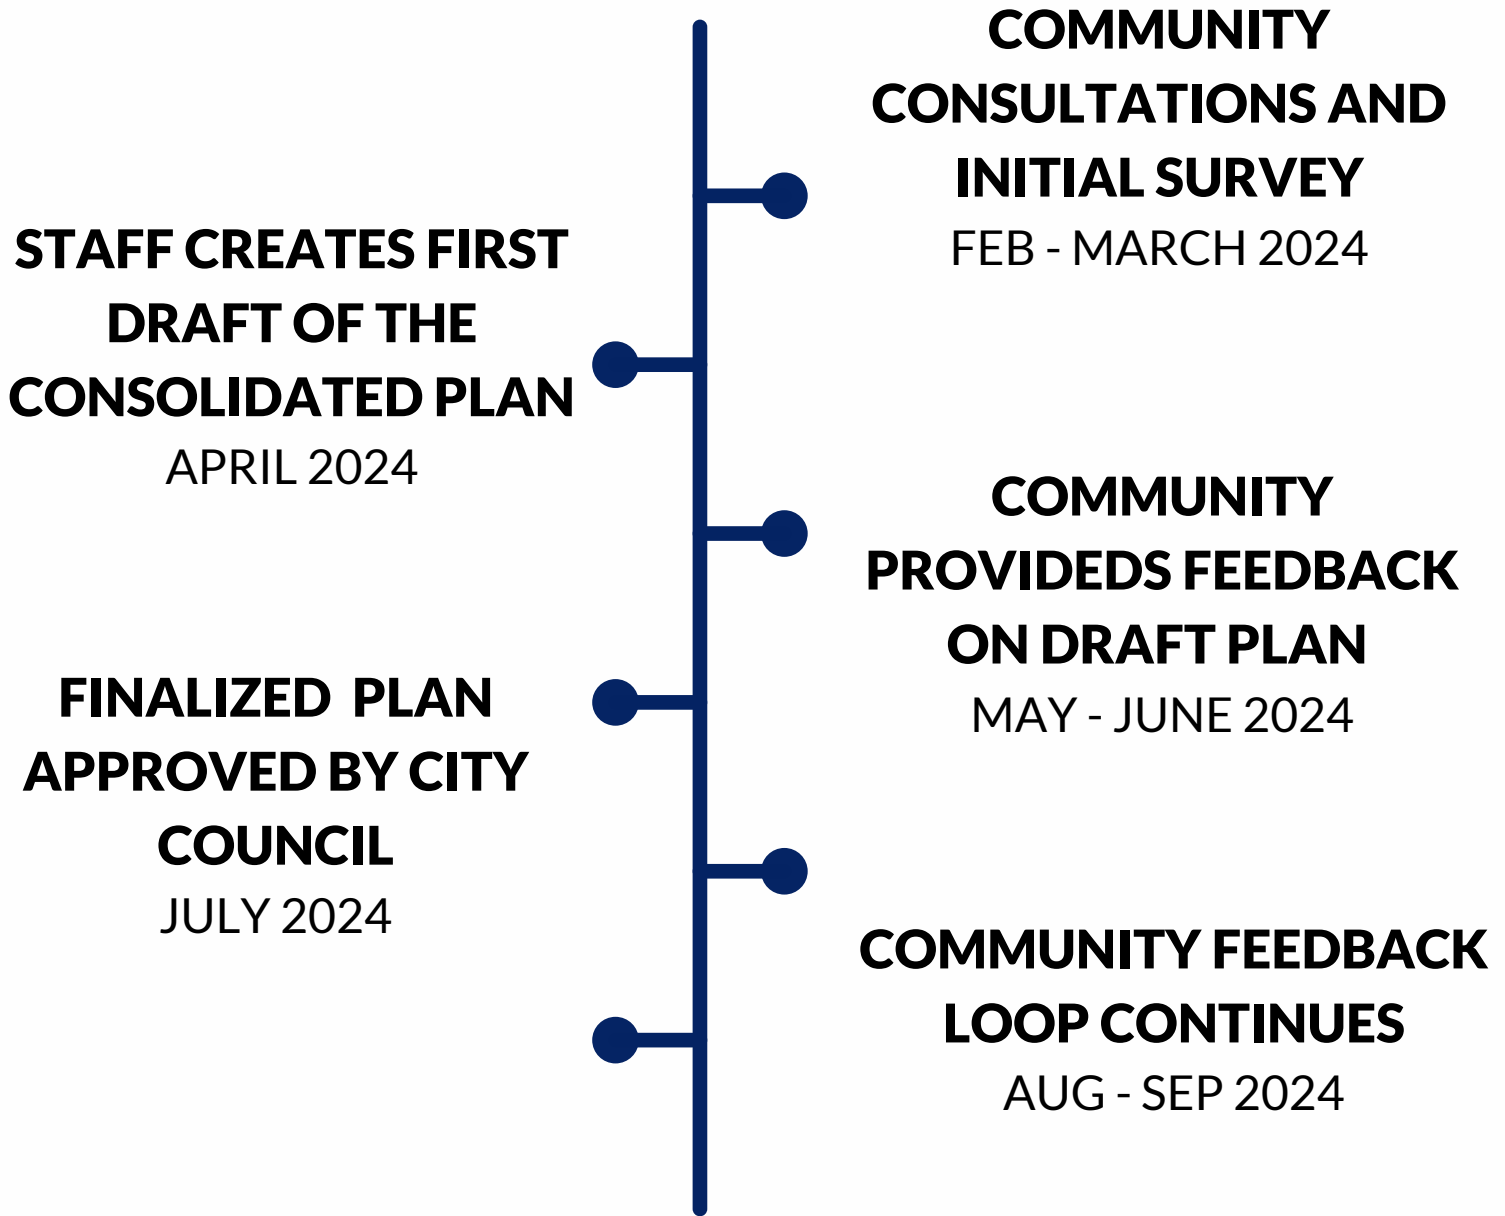 COMMUNITY
CONSULTATIONS AND
INITIAL SURVEY
FEB - MARCH 2024
STAFF CREATES FIRST
DRAFT OF THE
CONSOLIDATED PLAN
APRIL 2024
COMMUNITY
PROVIDEDS FEEDBACK
ON DRAFT PLAN
MAY - JUNE 2024
FINALIZED PLAN
APPROVED BY CITY
COUNCIL
JULY 2024
COMMUNITY FEEDBACK
LOOP CONTINUES
AUG - SEP 2024